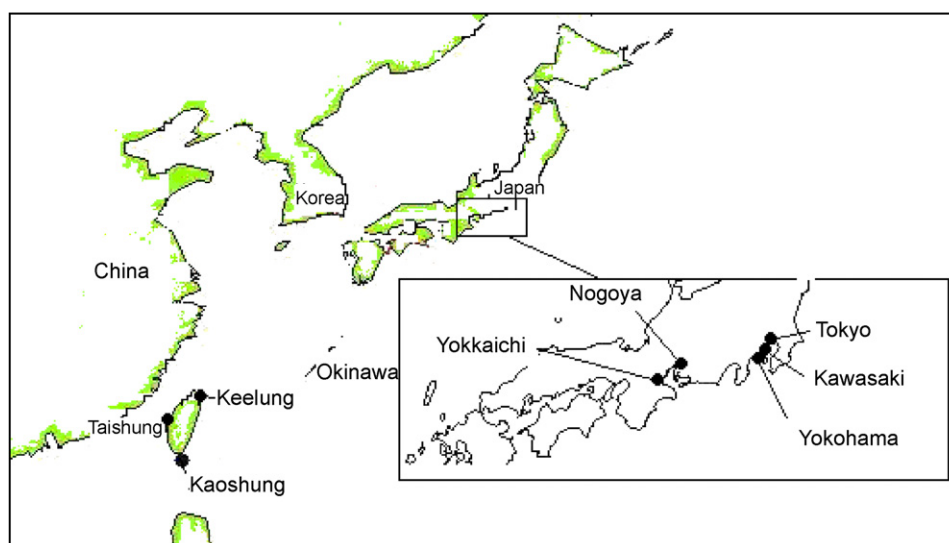 Japan
Korea
China
Nogoya
Yokkaichi
Tokyo
Okinawa
Kawasaki
Keelung
Taishung
Yokohama
Kaoshung